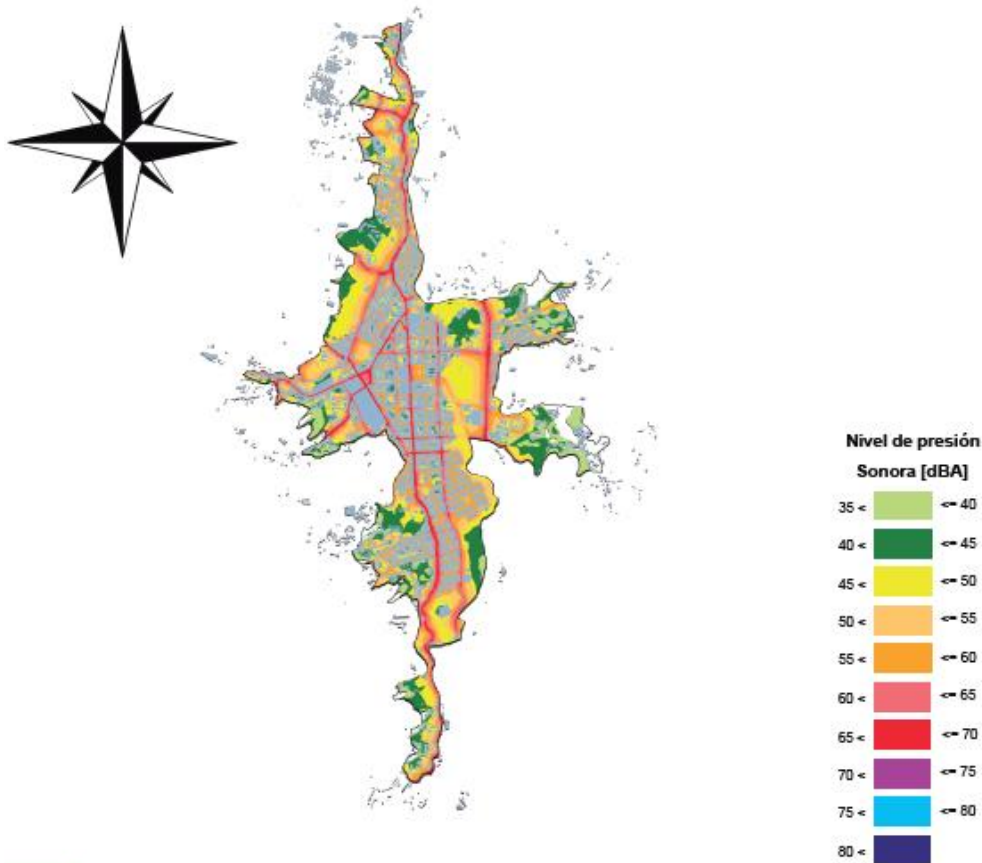 Nivel de presión
Sonora [dBA]
35 < <= 40
40 < <= 45
45 < <= 50
50 < <= 55
55 < <= 60
60 < <= 65
65 < <= 70
70 < <= 75
75 < <= 80
80 <